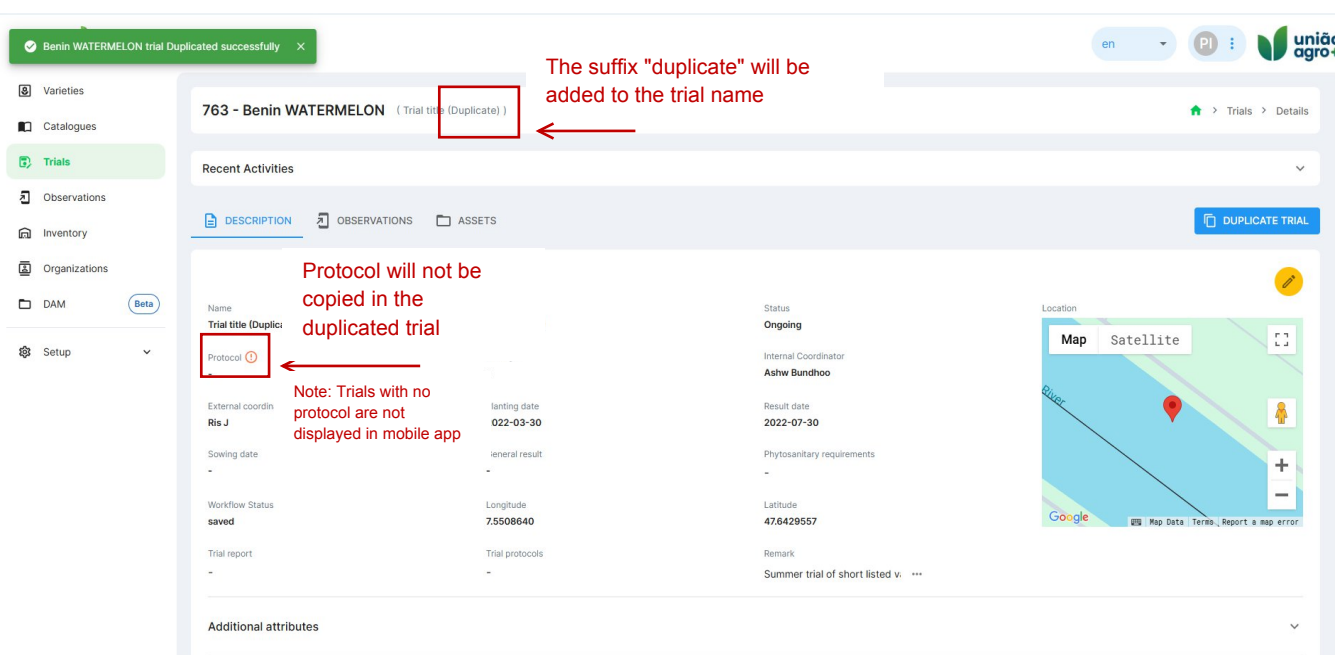 Benin WATERMELON trial Duplicated successfully
en
PI
união
agro+
The suffix "duplicate" will be
added to the trial name
Varieties
Catalogues
Trials
Observations
Inventory
Organizations
DAM
Beta
Setup
763 - Benin WATERMELON ( Trial title (Duplicate) )
Trials > Details
Recent Activities
DESCRIPTION
OBSERVATIONS
ASSETS
DUPLICATE TRIAL
Protocol will not be
copied in the
duplicated trial
Name
Trial title (Duplica
Status
Ongoing
Location
Protocol
-
Internal Coordinator
Ashw Bundhoo
Note: Trials with no
protocol are not
displayed in mobile app
External coordin
Ris J
lanting date
022-03-30
Result date
2022-07-30
Sowing date
-
eneral result
-
Phytosanitary requirements
-
Workflow Status
saved
Longitude
7.5508640
Latitude
47.6429557
Trial report
-
Trial protocols
-
Remark
Summer trial of short listed
Map
Satellite
River
Google
Map Data
Terms
Report a map error
Additional attributes